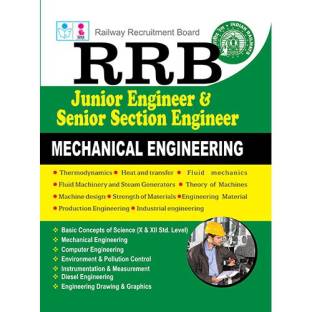 Railway Recruitment Board
RRB
Junior Engineer &
Senior Section Engineer
MECHANICAL ENGINEERING
• Thermodynamics • Heat and transfer • Fluid mechanics
• Fluid Machinery and Steam Generators • Theory of Machines
• Machine design • Strength of Materials • Engineering Material
• Production Engineering • Industrial engineering
Basic Concepts of Science (X & XII Std. Level)
Mechanical Engineering
Computer Engineering
Environment & Pollution Control
Instrumentation & Measurement
Diesel Engineering
Engineering Drawing & Graphics